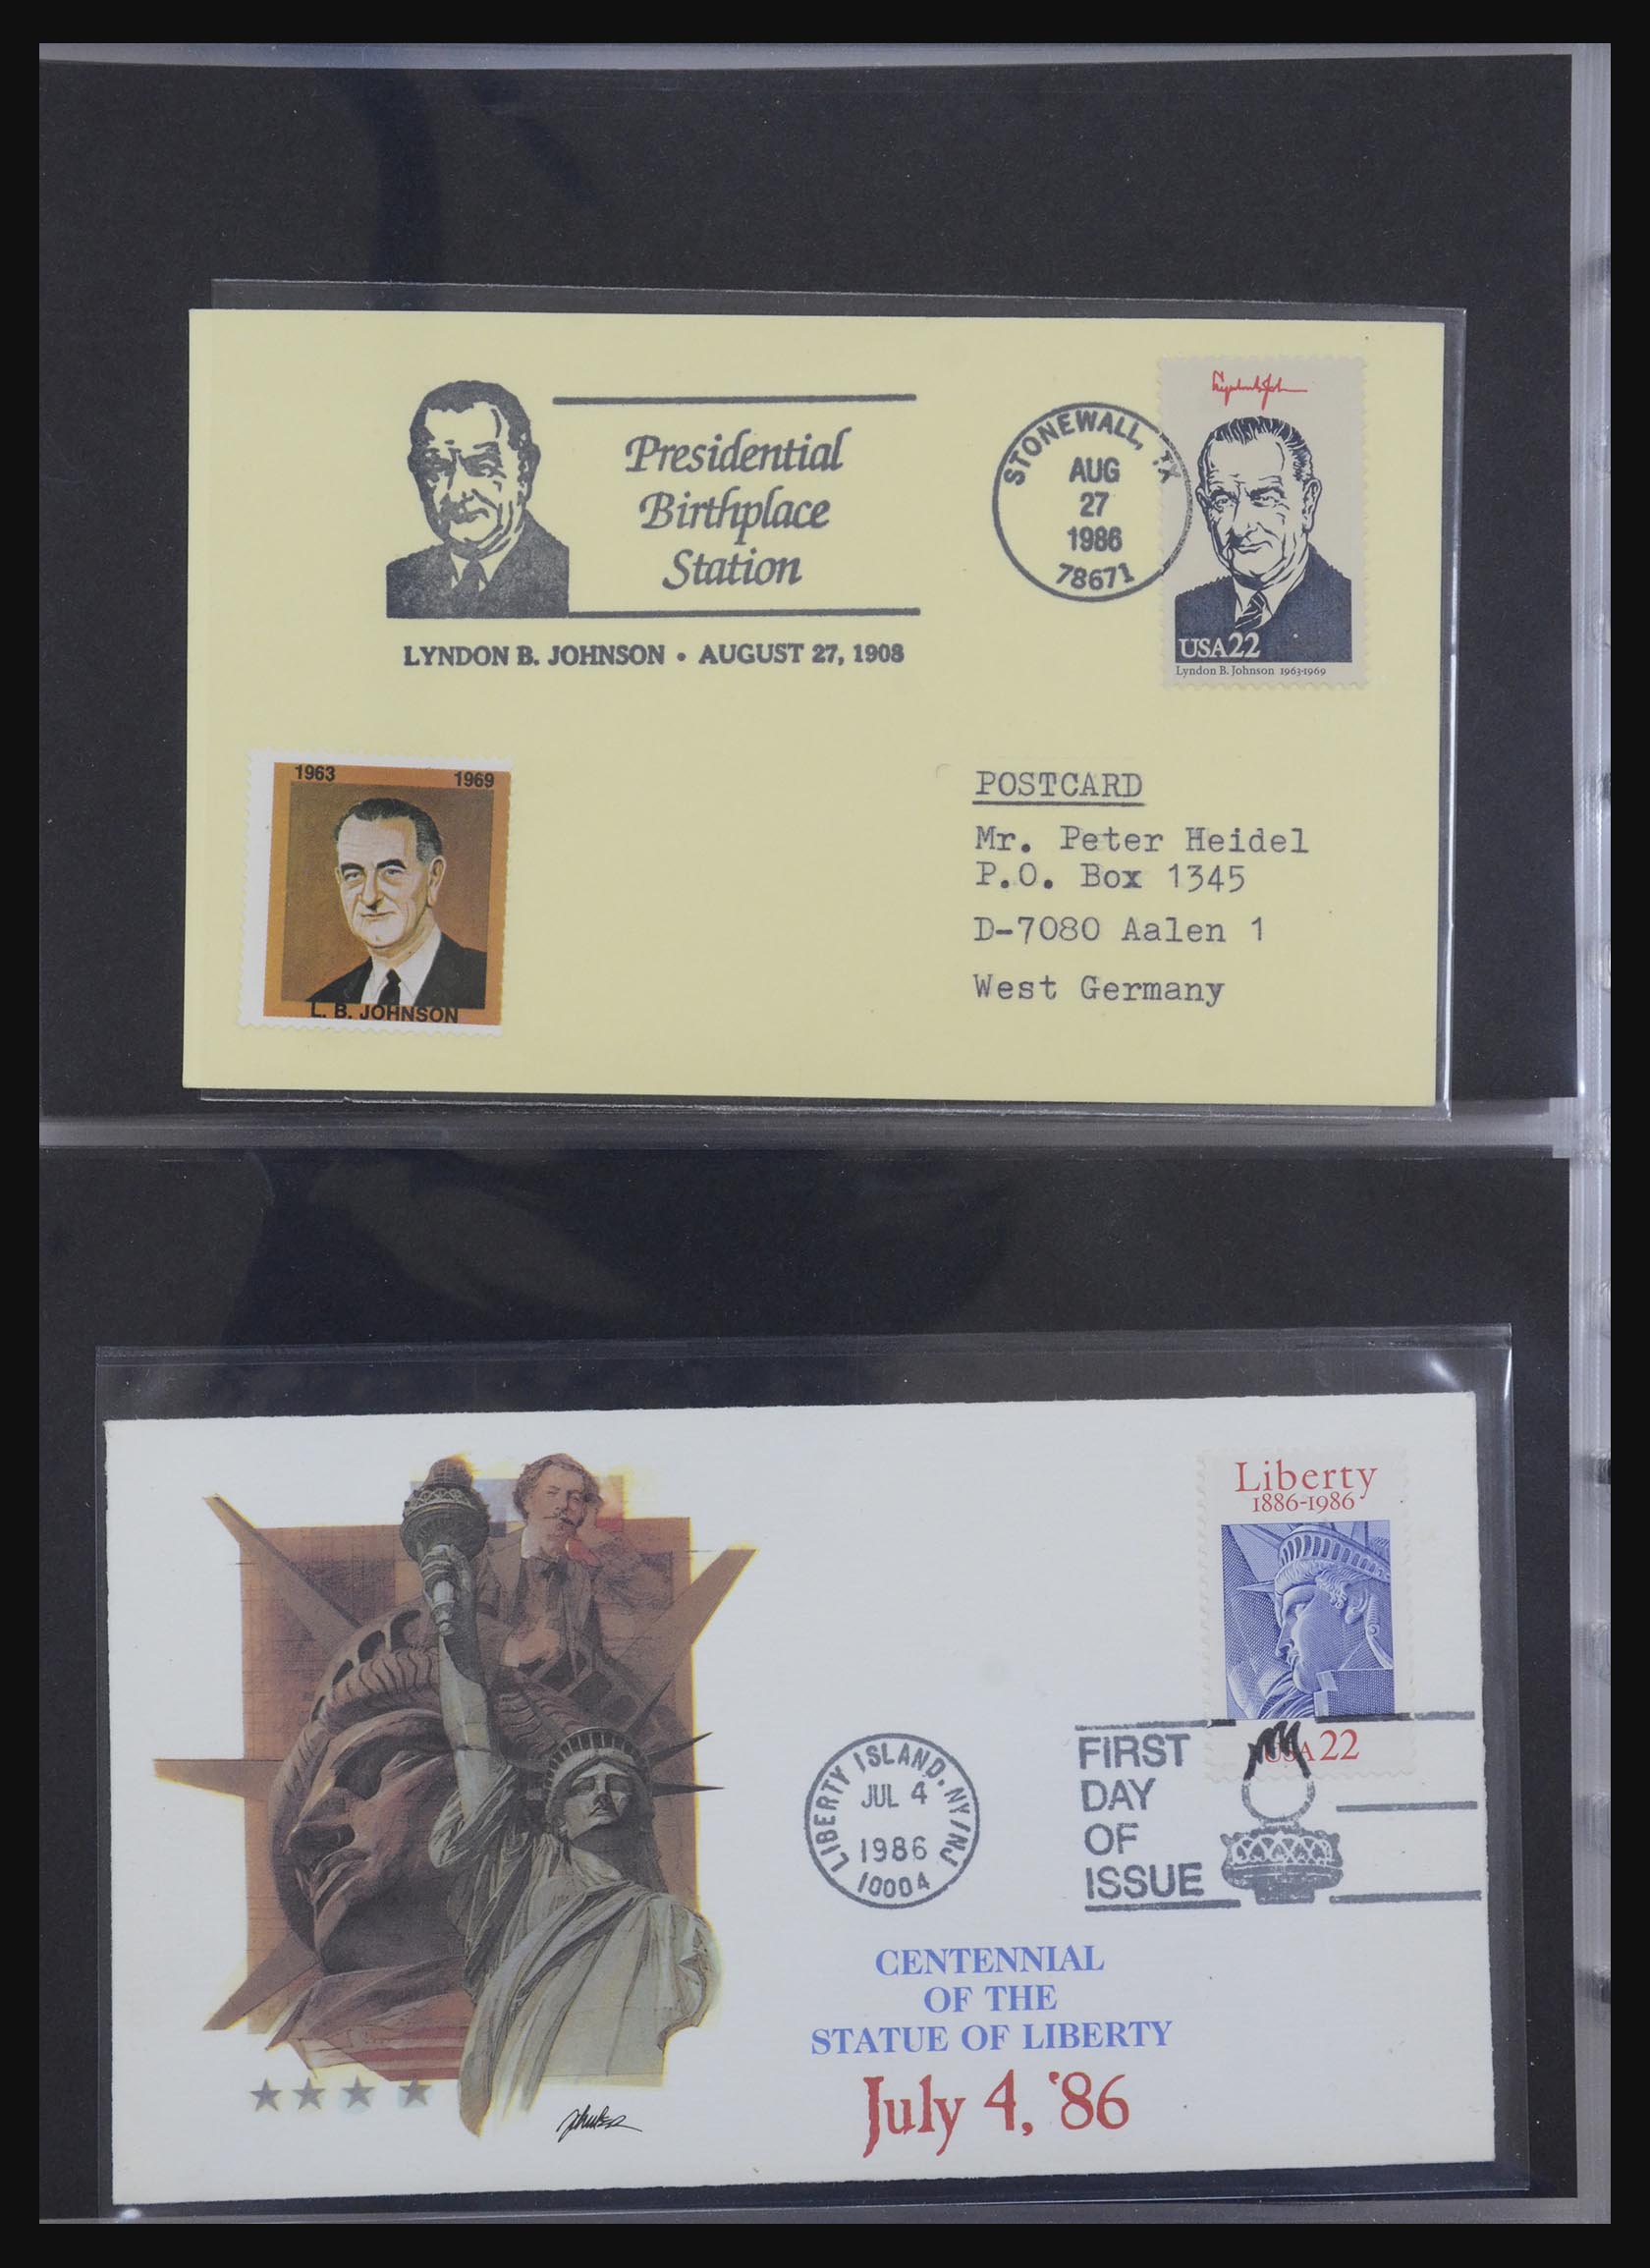 Presidential
Birthplace
Station
LYNDON B. JOHNSON • AUGUST 27, 1908
STONEWALL, TX
AUG
27
1986
78671
USA22
Lyndon B. Johnson 1963-1969
1963 1969
L. B. JOHNSON
POSTCARD
Mr. Peter Heidel
P.O. Box 1345
D-7080 Aalen 1
West Germany
Liberty
1886-1986
USA 22
LIBERTY ISLAND, NY/NJ
JUL 4
1986
10004
FIRST
DAY
OF
ISSUE
CENTENNIAL
OF THE
STATUE OF LIBERTY
July 4, '86